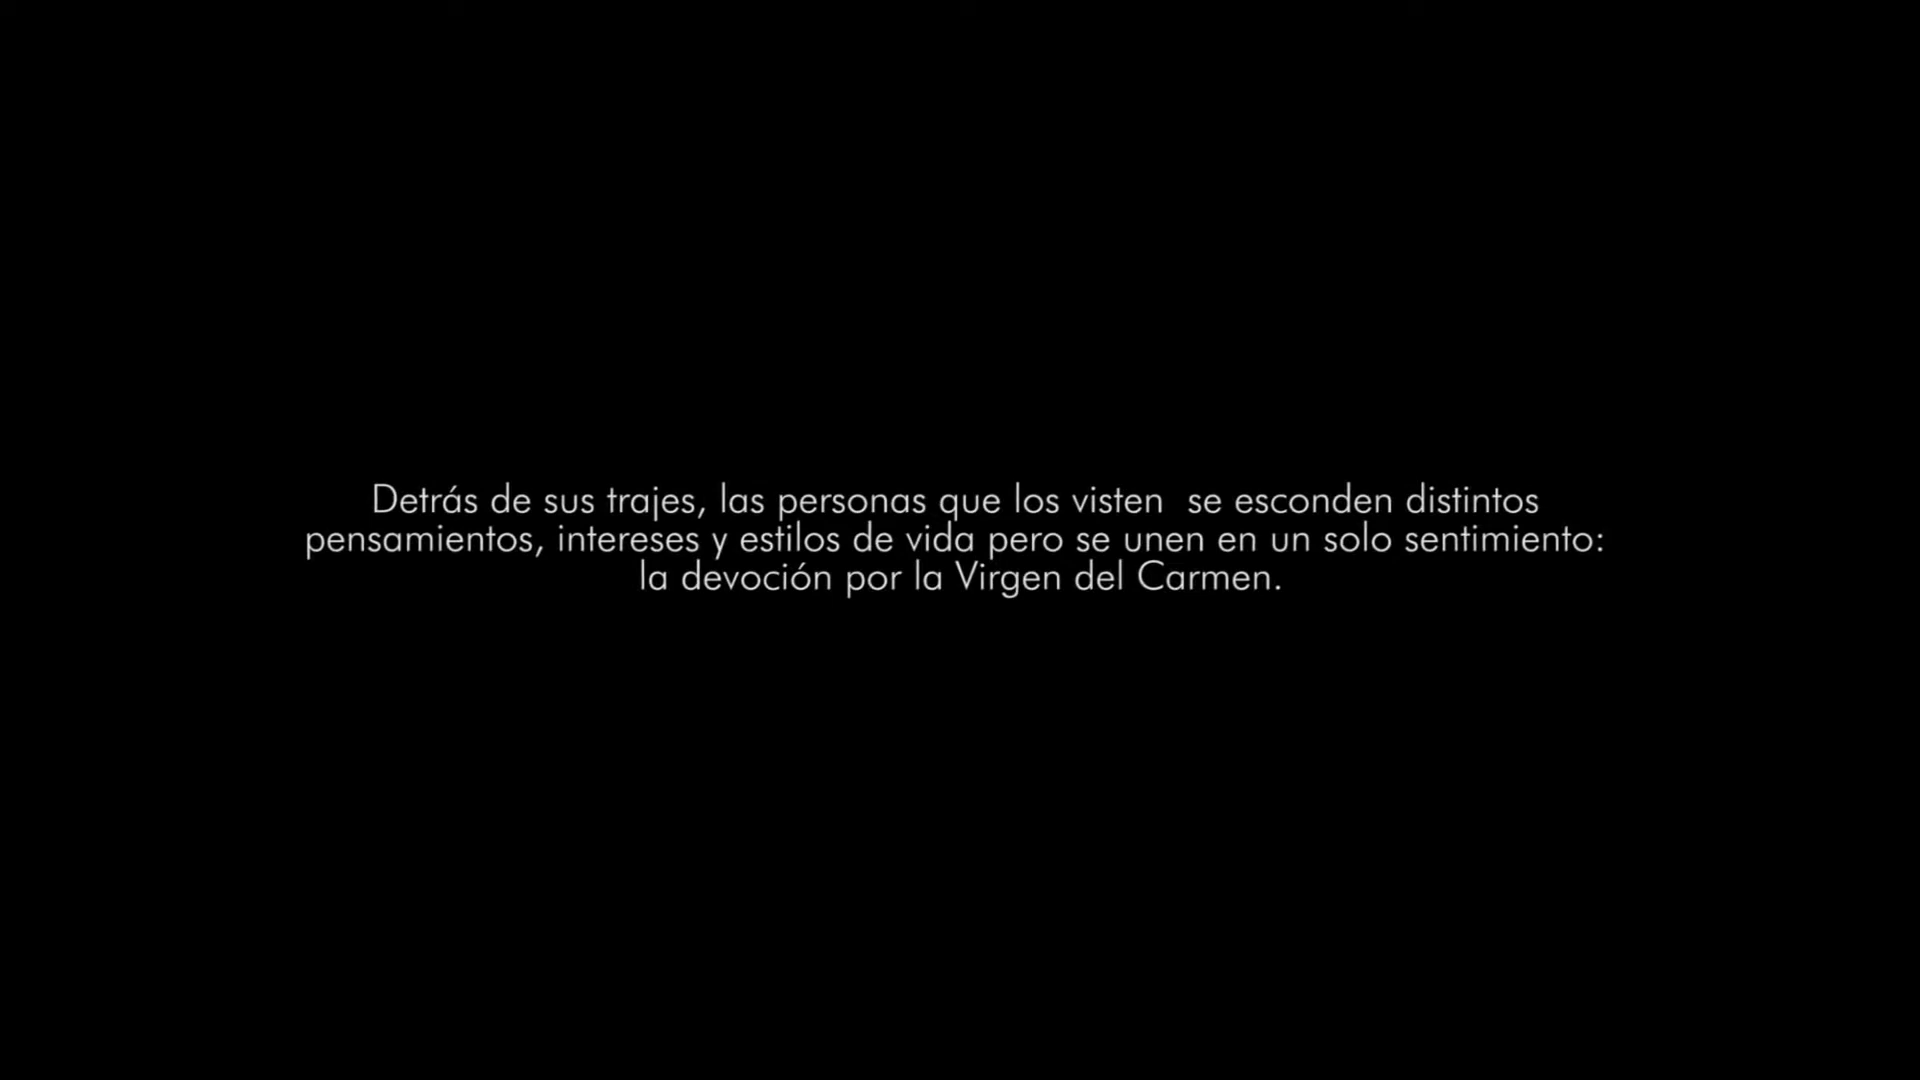 Detrás de sus trajes, las personas que los visten  se esconden distintos
pensamientos, intereses y estilos de vida pero se unen en un solo sentimiento:
la devoción por la Virgen del Carmen.